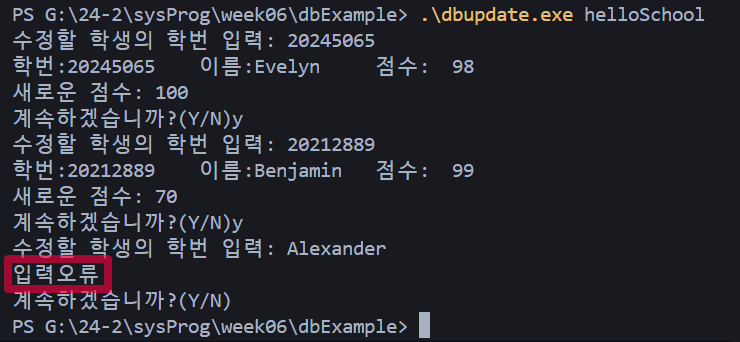 PS G:\24-2\sysProg\week06\dbExample> .\dbupdate.exe helloSchool
수정할 학생의 학번 입력: 20245065
학번:20245065    이름:Evelyn     점수:  98
새로운 점수: 100
계속하겠습니까?(Y/N)y
수정할 학생의 학번 입력: 20212889
학번:20212889    이름:Benjamin   점수:  99
새로운 점수: 70
계속하겠습니까?(Y/N)y
수정할 학생의 학번 입력: Alexander
입력오류
계속하겠습니까?(Y/N)
PS G:\24-2\sysProg\week06\dbExample>